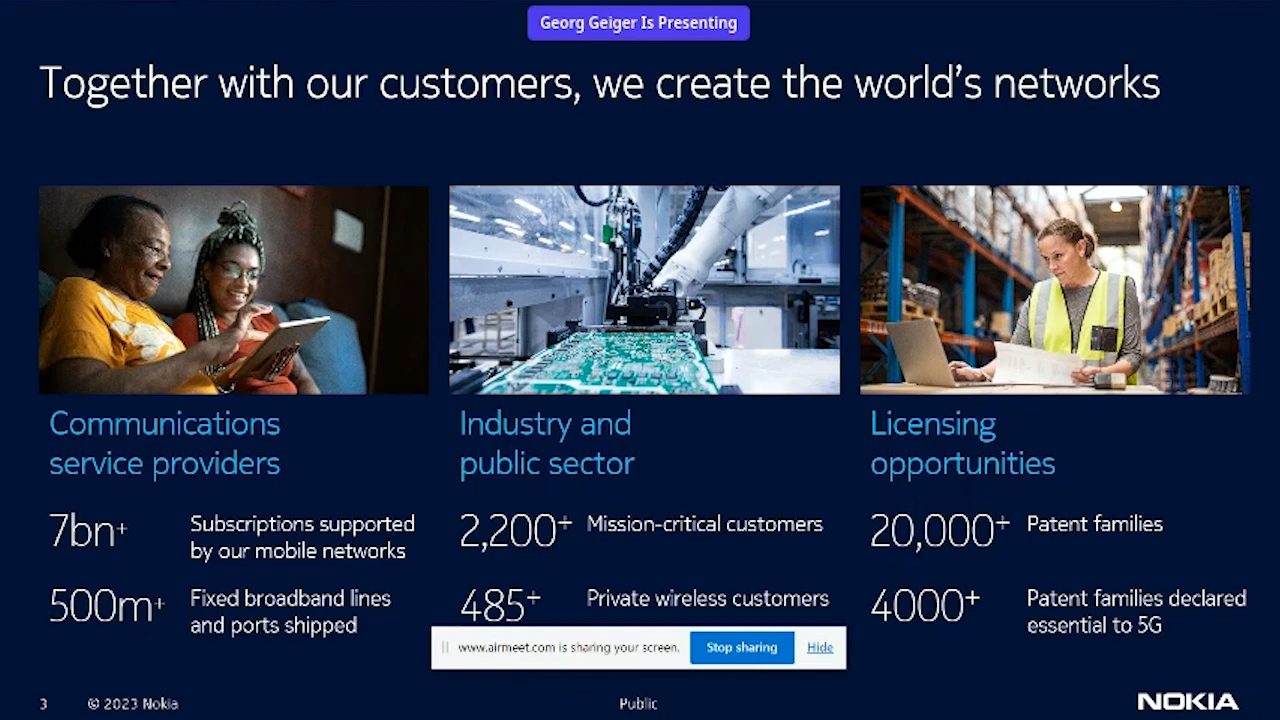 Georg Geiger Is Presenting
Together with our customers, we create the world's networks
Communications
service providers
7bn+
Subscriptions supported
by our mobile networks
500m+
Fixed broadband lines
and ports shipped
Industry and
public sector
2,200+
Mission-critical customers
485+
Private wireless customers
Licensing
opportunities
20,000+
Patent families
4000+
Patent families declared
essential to 5G
www.airmeet.com is sharing your screen.
Stop sharing
Hide
3
© 2023 Nokia
Public
NOKIA